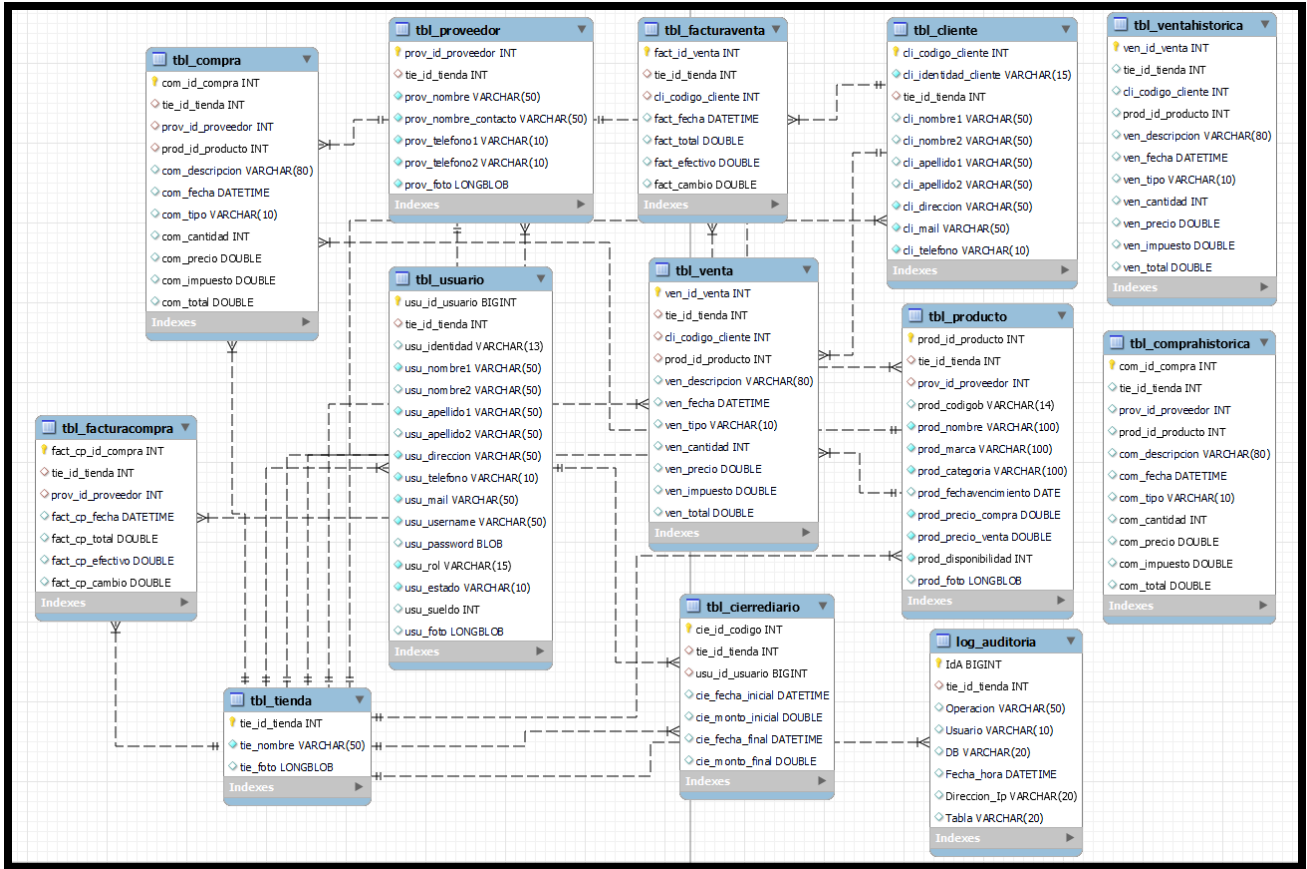 tbl_compra
com_id_compra INT
tie_id_tienda INT
prov_id_proveedor INT
prod_id_producto INT
com_descripcion VARCHAR(80)
com_fecha DATETIME
com_tipo VARCHAR(10)
com_cantidad INT
com_precio DOUBLE
com_impuesto DOUBLE
com_total DOUBLE
Indexes
tbl_proveedor
prov_id_proveedor INT
tie_id_tienda INT
prov_nombre VARCHAR(50)
prov_nombre_contacto VARCHAR(50)
prov_telefono1 VARCHAR(10)
prov_telefono2 VARCHAR(10)
prov_foto LONGBLOB
Indexes
tbl_facturaventa
fact_id_venta INT
tie_id_tienda INT
cli_codigo_cliente INT
fact_fecha DATETIME
fact_total DOUBLE
fact_efectivo DOUBLE
fact_cambio DOUBLE
Indexes
tbl_cliente
cli_codigo_cliente INT
cli_identidad_cliente VARCHAR(15)
tie_id_tienda INT
cli_nombre1 VARCHAR(50)
cli_nombre2 VARCHAR(50)
cli_apellido1 VARCHAR(50)
cli_apellido2 VARCHAR(50)
cli_direccion VARCHAR(50)
cli_mail VARCHAR(50)
cli_telefono VARCHAR(10)
Indexes
tbl_ventahistorica
ven_id_venta INT
tie_id_tienda INT
cli_codigo_cliente INT
prod_id_producto INT
ven_descripcion VARCHAR(80)
ven_fecha DATETIME
ven_tipo VARCHAR(10)
ven_cantidad INT
ven_precio DOUBLE
ven_impuesto DOUBLE
ven_total DOUBLE
Indexes
tbl_usuario
usu_id_usuario BIGINT
tie_id_tienda INT
usu_identidad VARCHAR(13)
usu_nombre1 VARCHAR(50)
usu_nombre2 VARCHAR(50)
usu_apellido1 VARCHAR(50)
usu_apellido2 VARCHAR(50)
usu_direccion VARCHAR(50)
usu_telefono VARCHAR(10)
usu_mail VARCHAR(50)
usu_username VARCHAR(50)
usu_password BLOB
usu_rol VARCHAR(15)
usu_estado VARCHAR(10)
usu_sueldo INT
usu_foto LONGBLOB
Indexes
tbl_venta
ven_id_venta INT
tie_id_tienda INT
cli_codigo_cliente INT
prod_id_producto INT
ven_descripcion VARCHAR(80)
ven_fecha DATETIME
ven_tipo VARCHAR(10)
ven_cantidad INT
ven_precio DOUBLE
ven_impuesto DOUBLE
ven_total DOUBLE
Indexes
tbl_producto
prod_id_producto INT
tie_id_tienda INT
prov_id_proveedor INT
prod_codigob VARCHAR(14)
prod_nombre VARCHAR(100)
prod_marca VARCHAR(100)
prod_categoria VARCHAR(100)
prod_fechavencimiento DATE
prod_precio_compra DOUBLE
prod_precio_venta DOUBLE
prod_disponibilidad INT
prod_foto LONGBLOB
Indexes
tbl_comprahistorica
com_id_compra INT
tie_id_tienda INT
prov_id_proveedor INT
prod_id_producto INT
com_descripcion VARCHAR(80)
com_fecha DATETIME
com_tipo VARCHAR(10)
com_cantidad INT
com_precio DOUBLE
com_impuesto DOUBLE
com_total DOUBLE
Indexes
tbl_facturacompra
fact_cp_id_compra INT
tie_id_tienda INT
prov_id_proveedor INT
fact_cp_fecha DATETIME
fact_cp_total DOUBLE
fact_cp_efectivo DOUBLE
fact_cp_cambio DOUBLE
Indexes
tbl_tienda
tie_id_tienda INT
tie_nombre VARCHAR(50)
tie_foto LONGBLOB
Indexes
tbl_cierrediario
cie_id_codigo INT
tie_id_tienda INT
usu_id_usuario BIGINT
cie_fecha_inicial DATETIME
cie_monto_inicial DOUBLE
cie_fecha_final DATETIME
cie_monto_final DOUBLE
Indexes
log_auditoria
IdA BIGINT
tie_id_tienda INT
Operacion VARCHAR(50)
Usuario VARCHAR(10)
DB VARCHAR(20)
Fecha_hora DATETIME
Direccion_Ip VARCHAR(20)
Tabla VARCHAR(20)
Indexes